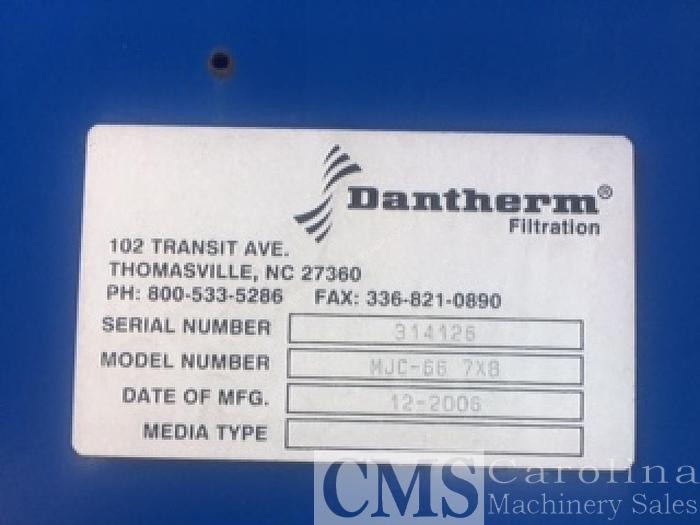 Dantherm®
Filtration
102 TRANSIT AVE.
THOMASVILLE, NC 27360
PH: 800-533-5286 FAX: 336-821-0890
SERIAL NUMBER 314126
MODEL NUMBER MJC-66 7X8
DATE OF MFG. 12-2006
MEDIA TYPE
CMS Carolina
Machinery Sales